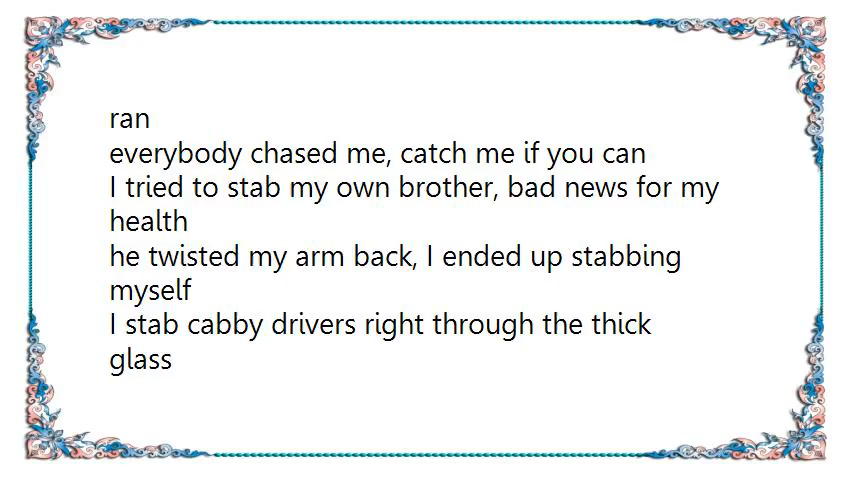 ran
everybody chased me, catch me if you can
I tried to stab my own brother, bad news for my
health
he twisted my arm back, I ended up stabbing
myself
I stab cabby drivers right through the thick
glass